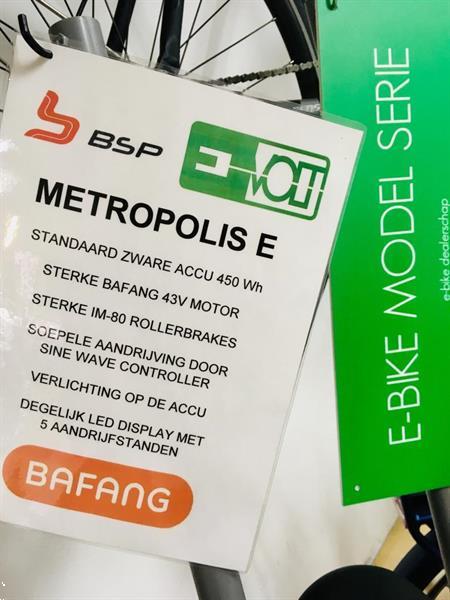 BSP
E-VOLT
METROPOLIS E
STANDAARD ZWARE ACCU 450 Wh
STERKE BAFANG 43V MOTOR
STERKE IM-80 ROLLERBRAKES
SOEPELE AANDRIJVING DOOR
SINE WAVE CONTROLLER
VERLICHTING OP DE ACCU
DEGELIJK LED DISPLAY MET
5 AANDRIJFSTANDEN
BAFANG
E-BIKE MODEL SERIE
e-bike dealerschap